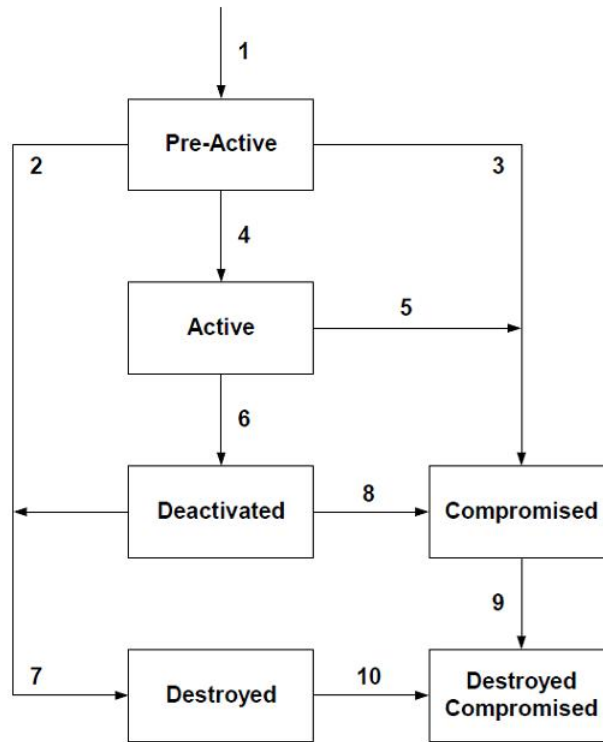 1
Pre-Active
2
3
4
Active
5
6
Deactivated
8
Compromised
9
7
Destroyed
10
Destroyed
Compromised